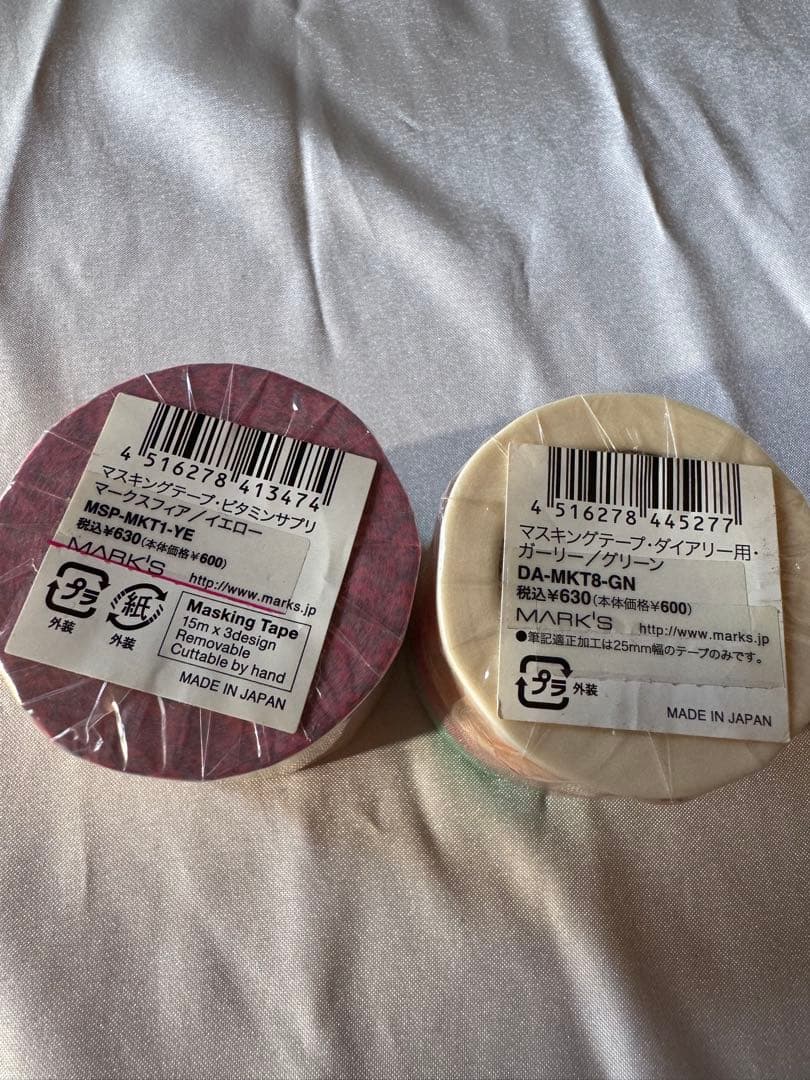 4 516278 413474
マスキングテープ・ビタミンサプリ
マークスフィア／イエロー
MSP-MKT1-YE
税込¥630(本体価格¥600)
MARK'S http://www.marks.jp
プラ
外装
紙
外装
Masking Tape
15m x 3design
Removable
Cuttable by hand
MADE IN JAPAN
4 516278 445277
マスキングテープ・ダイアリー用・
ガーリー／グリーン
DA-MKT8-GN
税込¥630(本体価格¥600)
MARK'S http://www.marks.jp
●筆記適正加工は25mm幅のテープのみです。
プラ 外装
MADE IN JAPAN